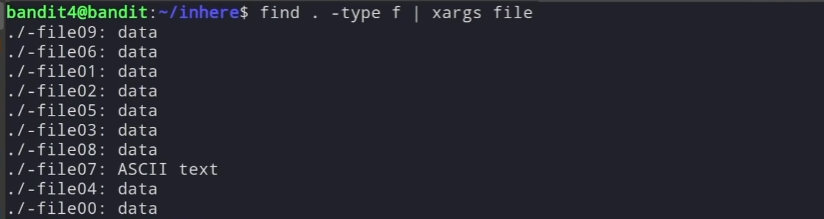 bandit4@bandit:~/inhere$ find . -type f | xargs file
./-file09: data
./-file06: data
./-file01: data
./-file02: data
./-file05: data
./-file03: data
./-file08: data
./-file07: ASCII text
./-file04: data
./-file00: data